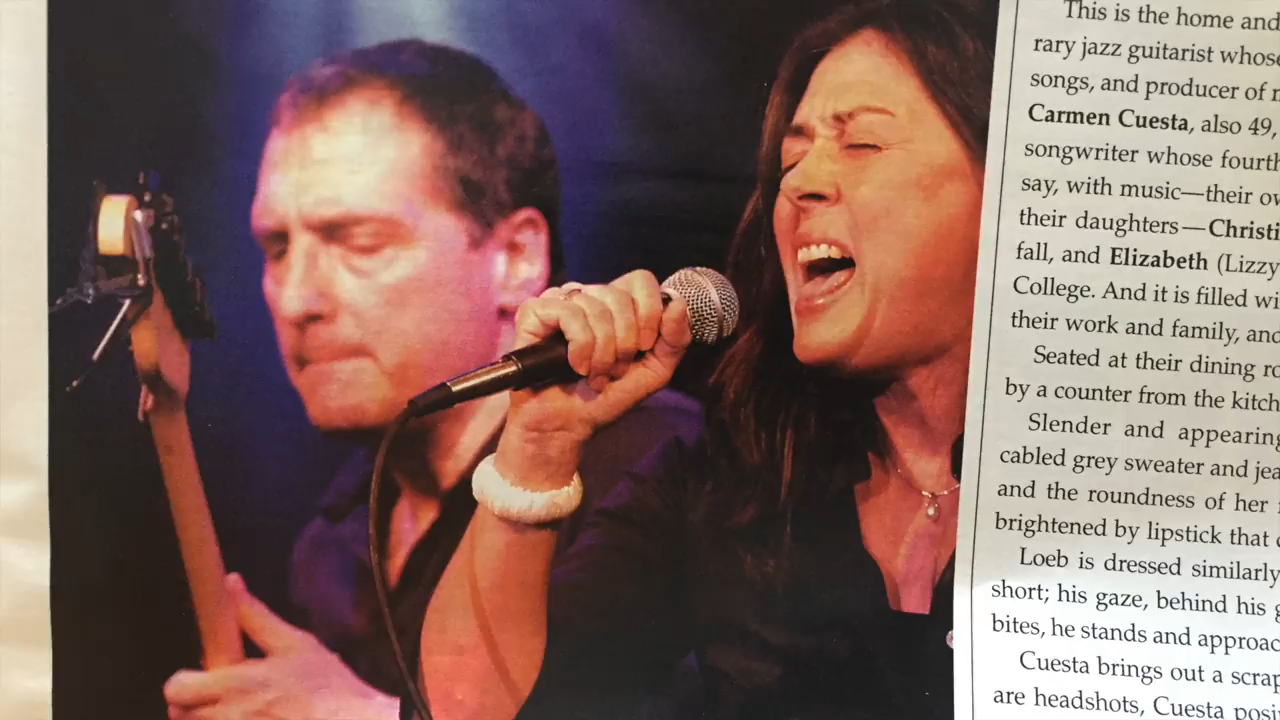 This is the home and
rary jazz guitarist whose
songs, and producer of
Carmen Cuesta, also 49,
songwriter whose fourth
say, with music—their
their daughters—Christi
fall, and Elizabeth (Lizzy
College. And it is filled
their work and family, and
Seated at their dining
by a counter from the kitch
Slender and appearing
cabled grey sweater and
and the roundness of her
brightened by lipstick that
Loeb is dressed similarly
short; his gaze, behind his
bites, he stands and approac
Cuesta brings out a scrap
are headshots, Cuesta